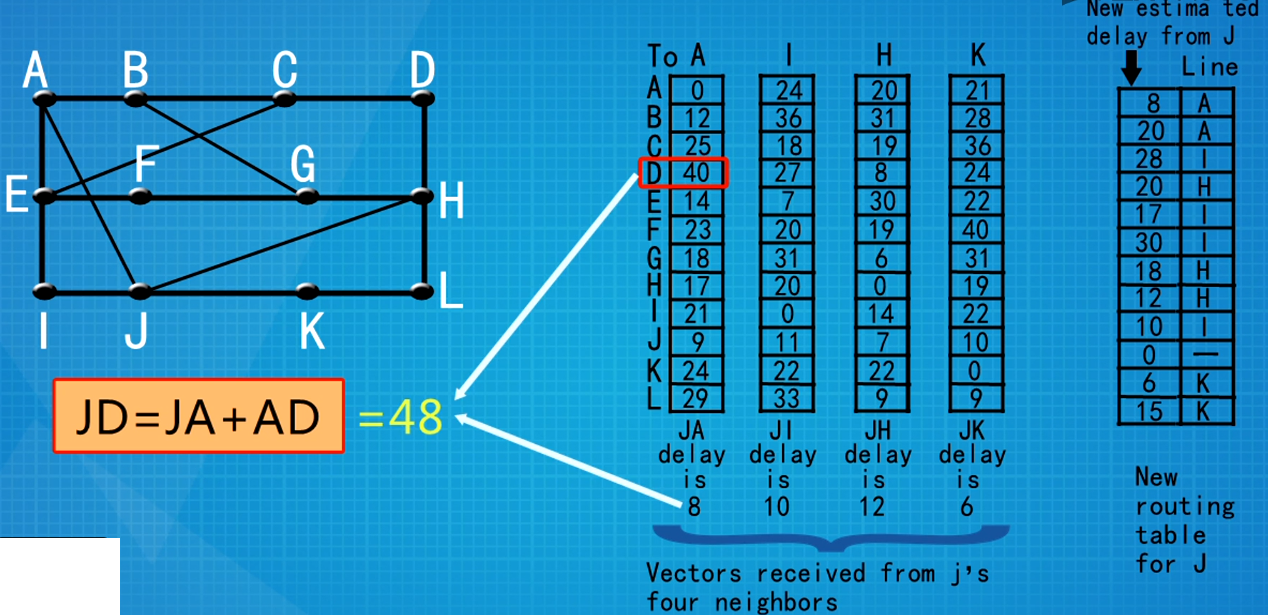 A B C D
E F G H
I J K L
JD=JA+AD =48
To A I H K
A 0 24 20 21
B 12 36 31 28
C 25 18 19 36
D 40 27 8 24
E 14 7 30 22
F 23 20 19 40
G 18 31 6 31
H 17 20 0 19
I 21 0 14 22
J 9 11 7 10
K 24 22 22 0
L 29 33 9 9
JA JI JH JK
delay delay delay delay
is is is is
8 10 12 6
Vectors received from j's
four neighbors
New estima ted
delay from J
Line
8 A
20 A
28 I
20 H
17 I
30 I
18 H
12 H
10 I
0 —
6 K
15 K
New
routing
table
for J